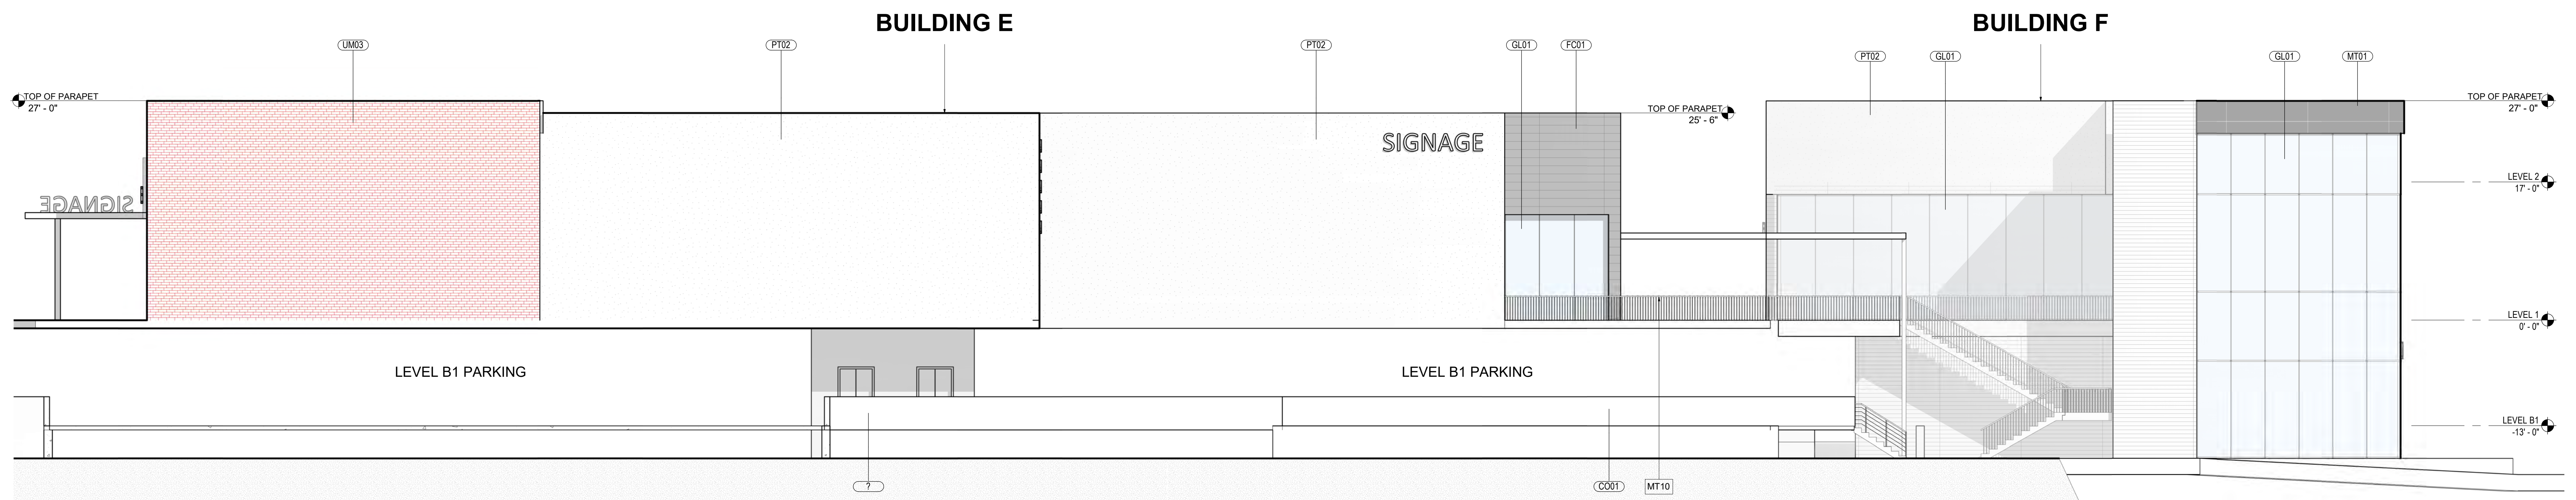 BUILDING E
BUILDING F
UM03
PT02
PT02
GL01
FC01
PT02
GL01
GL01
MT01
TOP OF PARAPET
27' - 0"
TOP OF PARAPET
25' - 6"
TOP OF PARAPET
27' - 0"
SIGNAGE
SIGNAGE
LEVEL 2
17' - 0"
LEVEL 1
0' - 0"
LEVEL B1 PARKING
LEVEL B1 PARKING
LEVEL B1
-13' - 0"
?
CO01
MT10